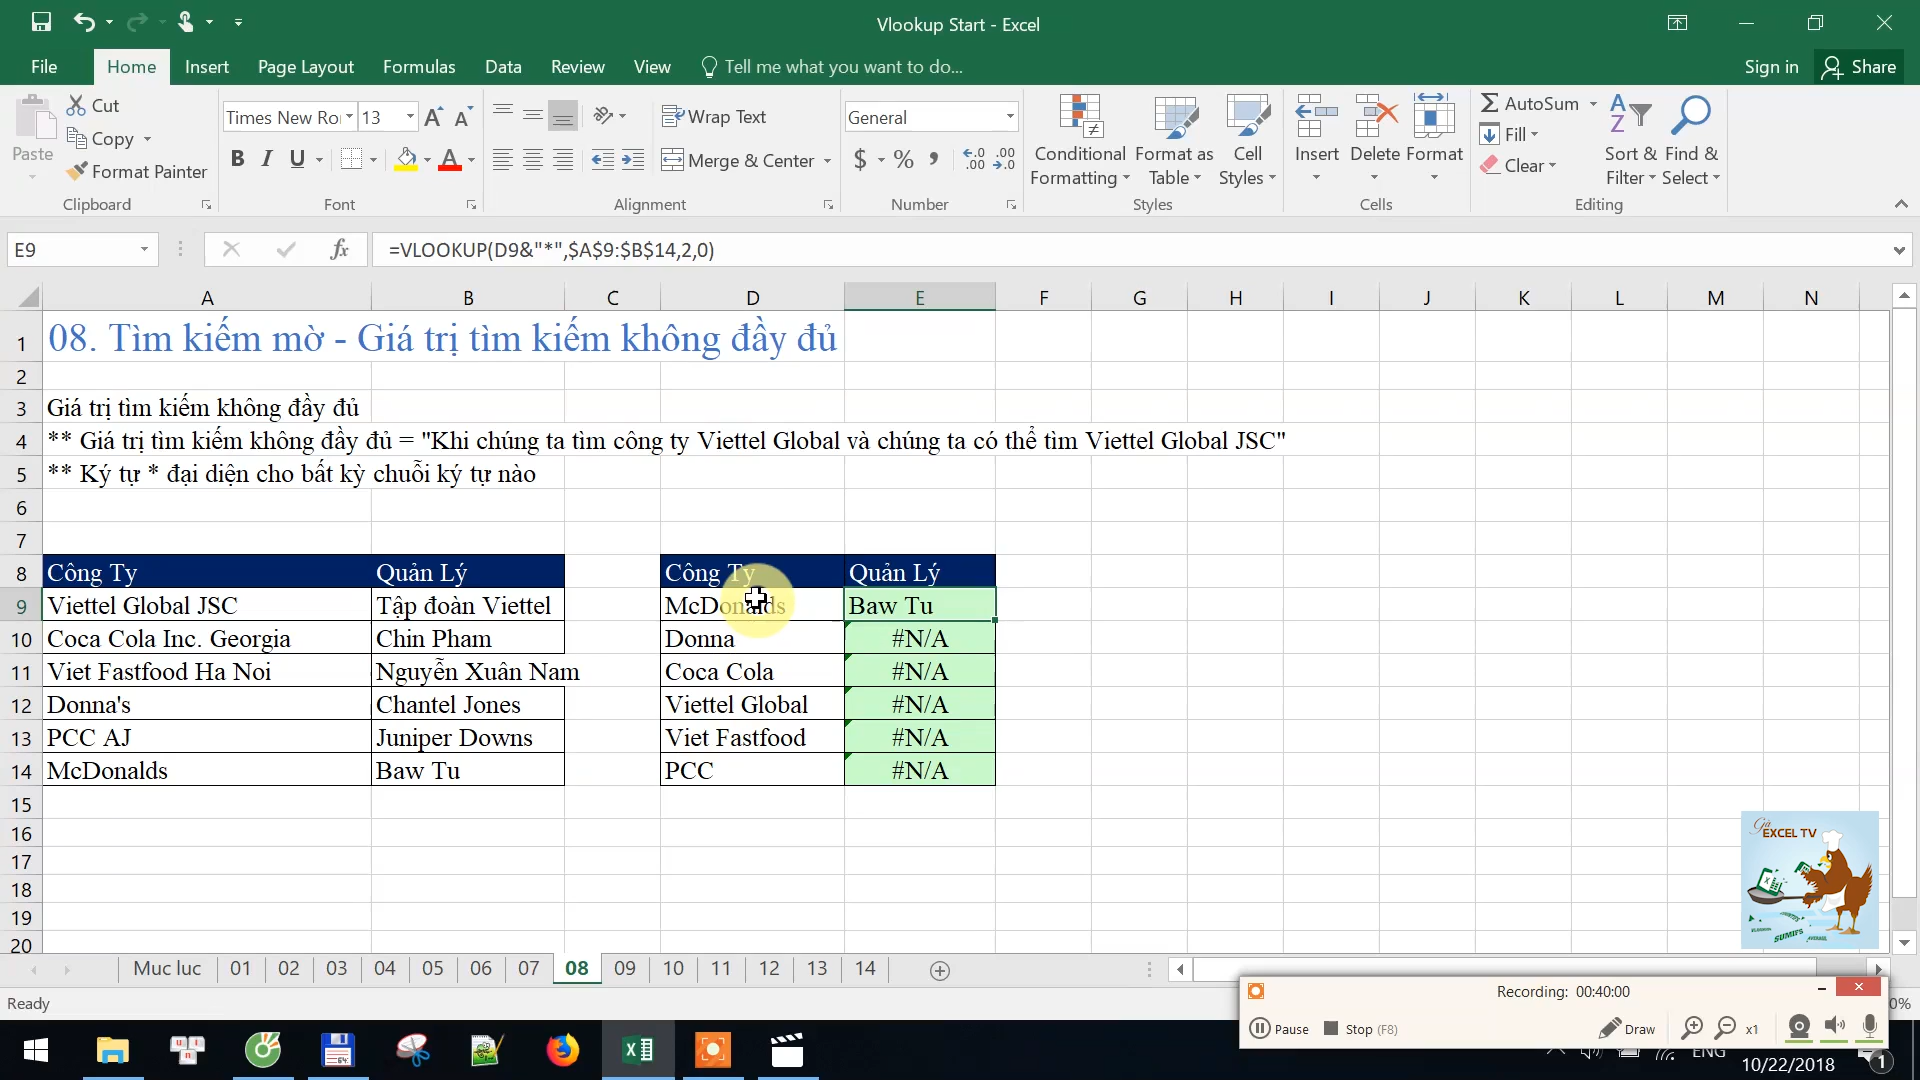 Vlookup Start - Excel
File Home Insert Page Layout Formulas Data Review View Tell me what you want to do... Sign in Share
Paste Cut Copy Format Painter Clipboard
Times New Ro 13 B I U A Font
Wrap Text Merge & Center Alignment
General $ % Number
Conditional Formatting Format as Table Cell Styles Styles
Insert Delete Format Cells
AutoSum Fill Clear Sort & Filter Find & Select Editing
E9 fx =VLOOKUP(D9&"*",$A$9:$B$14,2,0)
A B C D E F G H I J K L M N
1 08. Tìm kiếm mờ - Giá trị tìm kiếm không đầy đủ
2
3 Giá trị tìm kiếm không đầy đủ
4 ** Giá trị tìm kiếm không đầy đủ = "Khi chúng ta tìm công ty Viettel Global và chúng ta có thể tìm Viettel Global JSC"
5 ** Ký tự * đại diện cho bất kỳ chuỗi ký tự nào
6
7
8 Công Ty Quản Lý Công Ty Quản Lý
9 Viettel Global JSC Tập đoàn Viettel McDonalds Baw Tu
10 Coca Cola Inc. Georgia Chin Pham Donna #N/A
11 Viet Fastfood Ha Noi Nguyễn Xuân Nam Coca Cola #N/A
12 Donna's Chantel Jones Viettel Global #N/A
13 PCC AJ Juniper Downs Viet Fastfood #N/A
14 McDonalds Baw Tu PCC #N/A
15
16
17
18
19
20
Gà EXCEL TV
SUMIFS
Muc luc 01 02 03 04 05 06 07 08 09 10 11 12 13 14
Ready
Recording: 00:40:00
Pause Stop (F8) Draw x1
0%
ENG
10/22/2018
1